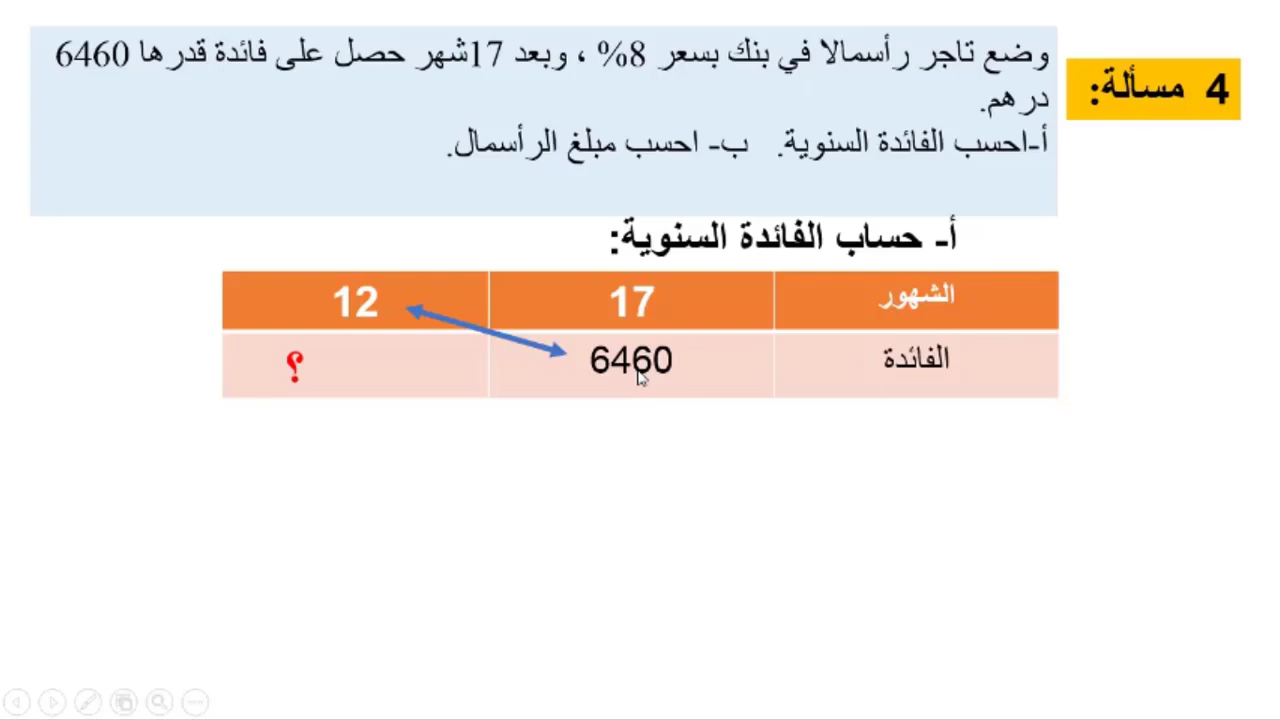 4 مسألة:
وضع تاجر رأسمالا في بنك بسعر 8% ، وبعد 17شهر حصل على فائدة قدرها 6460
درهم.
أ-احسب الفائدة السنوية. ب- احسب مبلغ الرأسمال.
أ- حساب الفائدة السنوية:
الشهور 17 12
الفائدة 6460 ؟